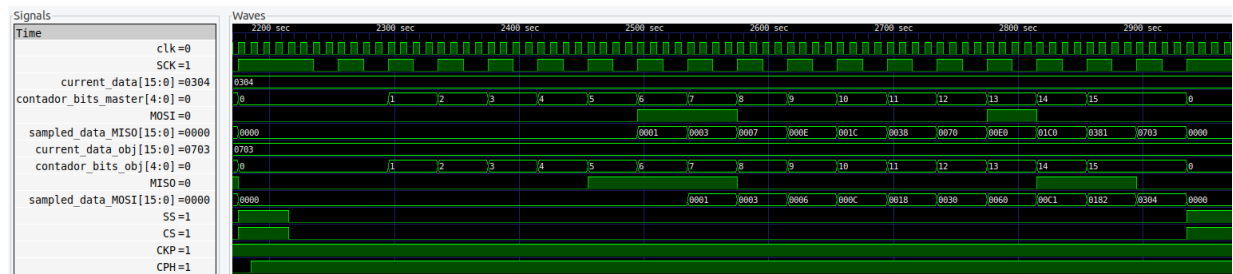 Signals
Waves
Time
2200 sec 2300 sec 2400 sec 2500 sec 2600 sec 2700 sec 2800 sec 2900 sec
clk=0
SCK=1
current_data[15:0]=0304 0304
contador_bits_master[4:0]=0 0 1 2 3 4 5 6 7 8 9 10 11 12 13 14 15 0
MOSI=0
sampled_data_MISO[15:0]=0000 0000 0001 0003 0007 000E 001C 0038 0070 00E0 01C0 0381 0703 0000
current_data_obj[15:0]=0703 0703
contador_bits_obj[4:0]=0 0 1 2 3 4 5 6 7 8 9 10 11 12 13 14 15 0
MISO=0
sampled_data_MOSI[15:0]=0000 0000 0001 0003 0006 000C 0018 0030 0060 00C1 0182 0304 0000
SS=1
CS=1
CKP=1
CPH=1